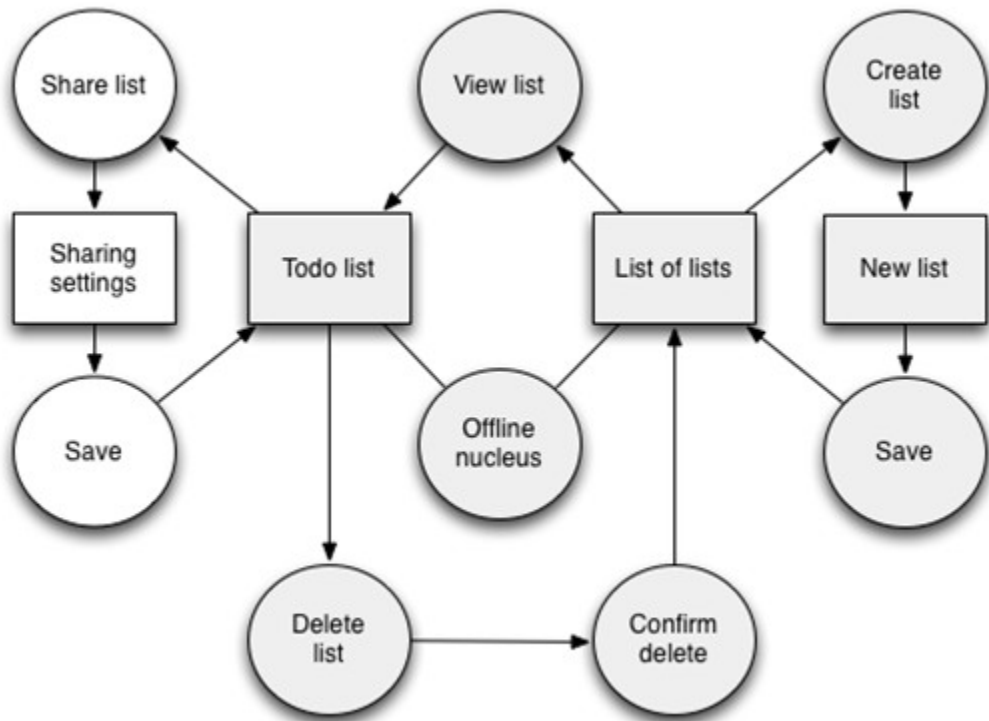 Share list
View list
Create
list
Sharing
settings
Todo list
List of lists
New list
Save
Offline
nucleus
Save
Delete
list
Confirm
delete